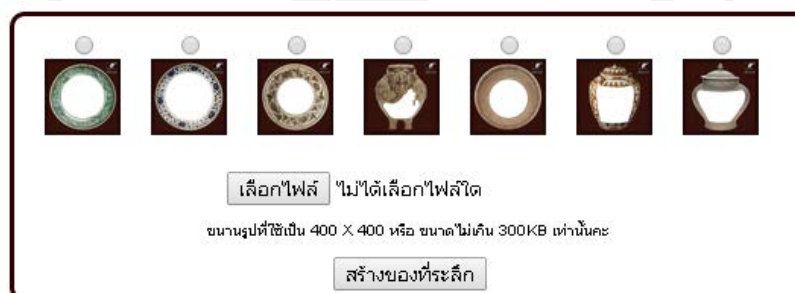 เลือกไฟล์ ไม่ได้เลือกไฟล์ใด
ขนานรูปที่ใช้เป็น 400 X 400 หรือ ขนาดไม่เกิน 300KB เท่านั้นคะ
สร้างของที่ระลึก